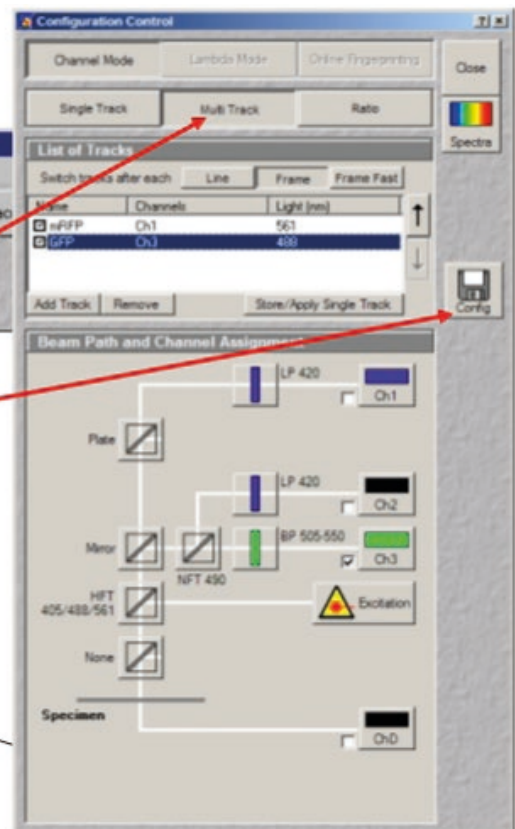 Configuration Control
Channel Mode Lambda Mode Online Fingerprinting
Close
Single Track Multi Track Ratio
Spectra
List of Tracks
Switch tracks after each Line Frame Frame Fast
Name Channels Light (nm)
mRFP Ch1 561
GFP Ch3 488
Add Track Remove Store/Apply Single Track
Config
Beam Path and Channel Assignment
LP 420
Ch1
Plate
LP 420
Ch2
Mirror
BP 505-550
Ch3
NFT 490
HFT
405/488/561
Excitation
None
Specimen
ChD